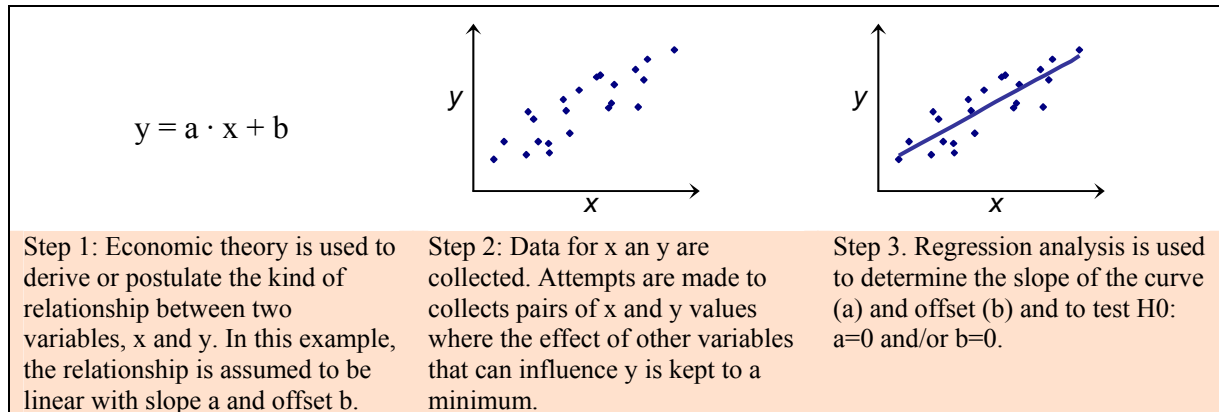 y = a · x + b
y
x
y
x
Step 1: Economic theory is used to
derive or postulate the kind of
relationship between two
variables, x and y. In this example,
the relationship is assumed to be
linear with slope a and offset b.
Step 2: Data for x an y are
collected. Attempts are made to
collects pairs of x and y values
where the effect of other variables
that can influence y is kept to a
minimum.
Step 3. Regression analysis is used
to determine the slope of the curve
(a) and offset (b) and to test H0:
a=0 and/or b=0.